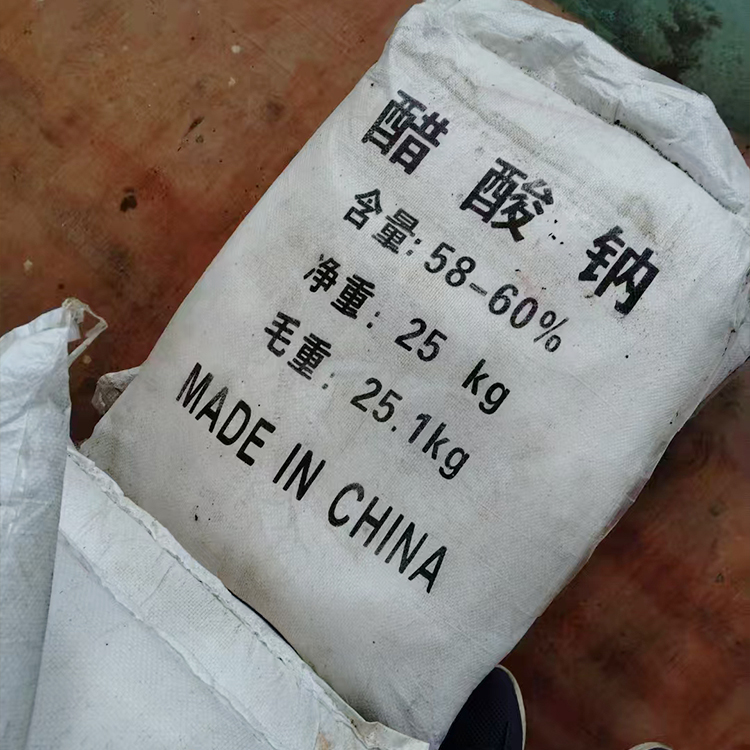 醋酸钠
含量:58-60%
净重: 25 kg
毛重: 25.1kg
MADE IN CHINA